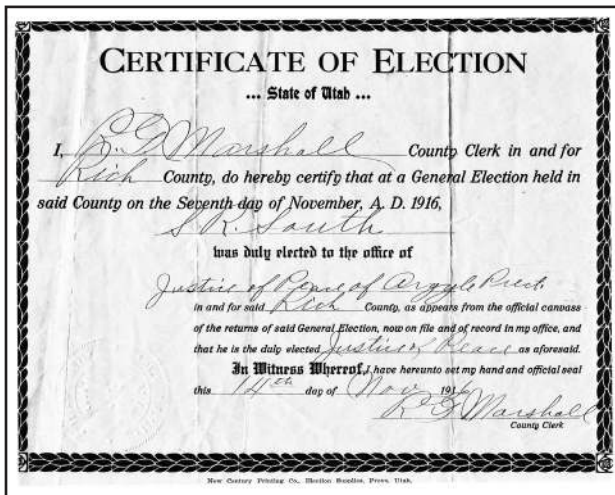 CERTIFICATE OF ELECTION
... State of Utah ...
I, R. G. Marshall County Clerk in and for
Rich County, do hereby certify that at a General Election held in
said County on the Seventh day of November, A. D. 1916,
S. R. South
was duly elected to the office of
Justice of Peace of Argyle Prect.
in and for said Rich County, as appears from the official canvass
of the returns of said General Election, now on file and of record in my office, and
that he is the duly elected Justice of Peace as aforesaid.
In Witness Whereof, I have hereunto set my hand and official seal
this 14th day of Nov 1916
R. G. Marshall
County Clerk
New Century Printing Co., Election Supplies, Provo, Utah.